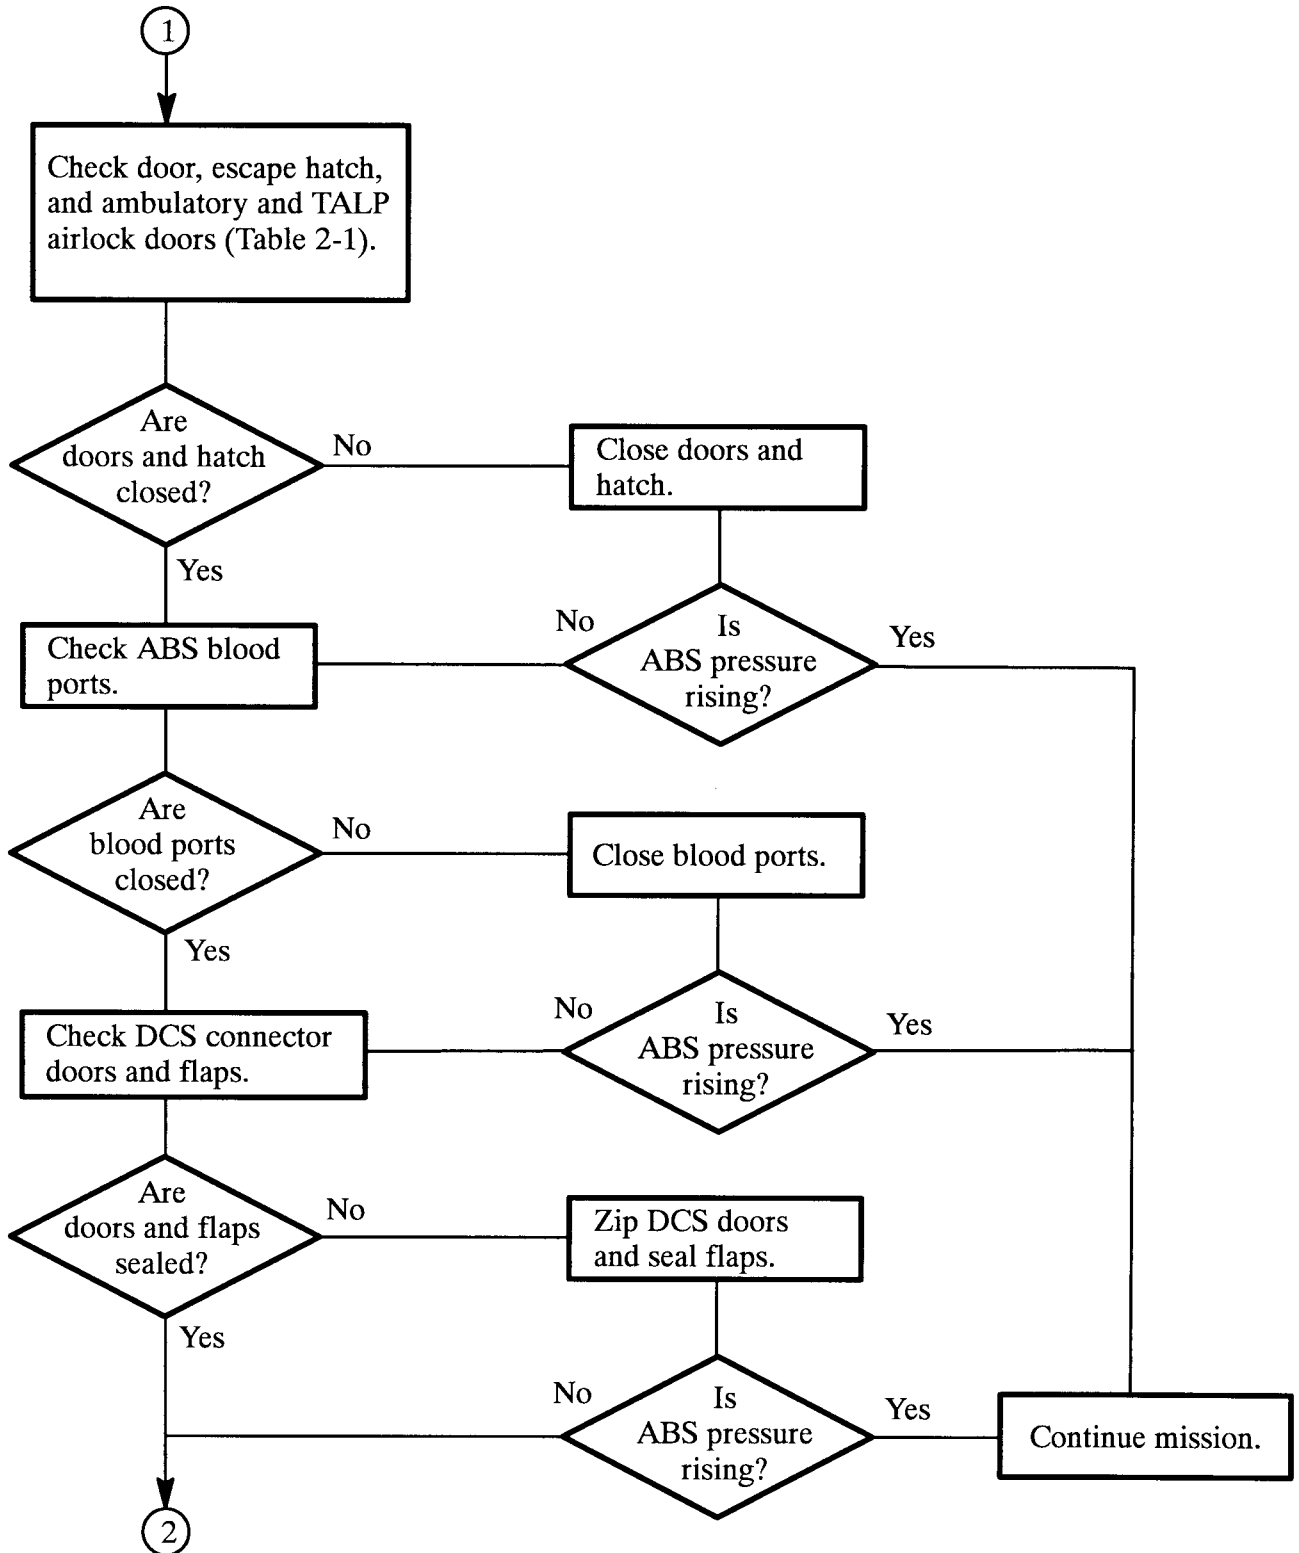 1
Check door, escape hatch,
and ambulatory and TALP
airlock doors (Table 2-1).
Are
doors and hatch
closed?
No
Close doors and
hatch.
Yes
Check ABS blood
ports.
No
Is
ABS pressure
rising?
Yes
Are
blood ports
closed?
No
Close blood ports.
Yes
Check DCS connector
doors and flaps.
No
Is
ABS pressure
rising?
Yes
Are
doors and flaps
sealed?
No
Zip DCS doors
and seal flaps.
Yes
No
Is
ABS pressure
rising?
Yes
Continue mission.
2